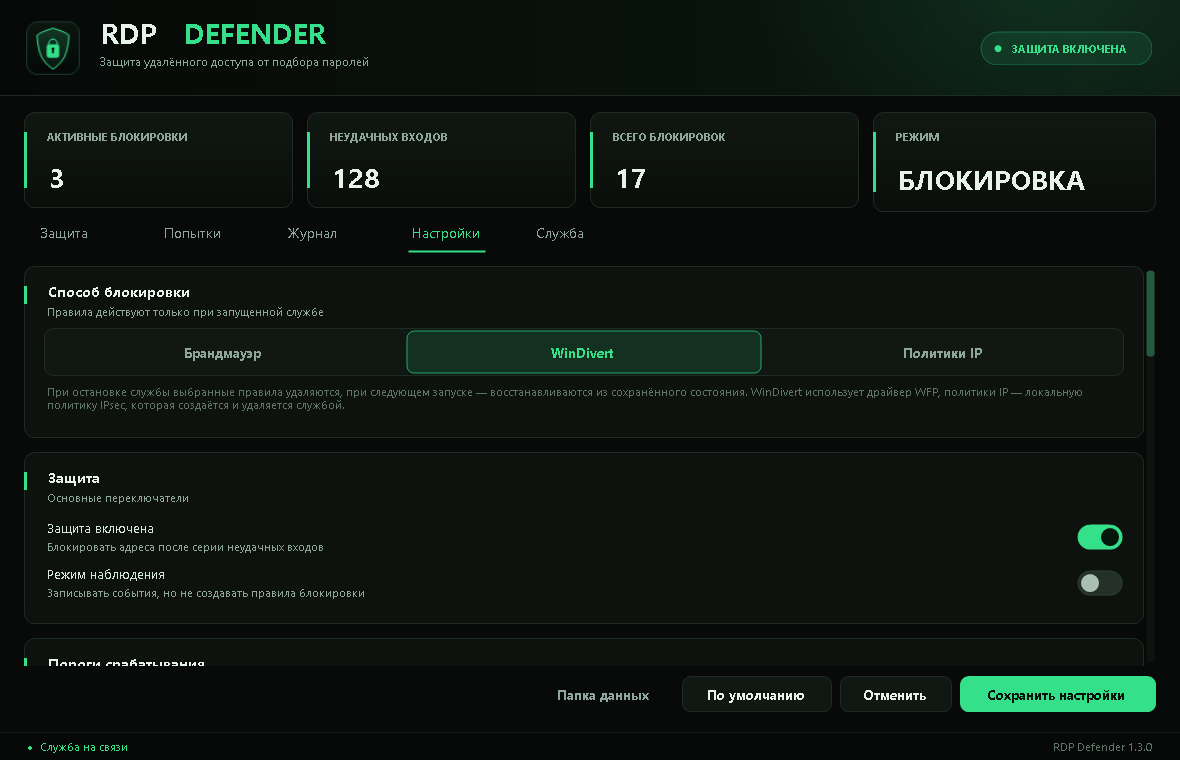 RDP DEFENDER
Защита удалённого доступа от подбора паролей
ЗАЩИТА ВКЛЮЧЕНА
АКТИВНЫЕ БЛОКИРОВКИ
3
НЕУДАЧНЫХ ВХОДОВ
128
ВСЕГО БЛОКИРОВОК
17
РЕЖИМ
БЛОКИРОВКА
Защита
Попытки
Журнал
Настройки
Служба
Способ блокировки
Правила действуют только при запущенной службе
Брандмауэр
WinDivert
Политики IP
При остановке службы выбранные правила удаляются, при следующем запуске — восстанавливаются из сохранённого состояния. WinDivert использует драйвер WFP, политики IP — локальную
политику IPsec, которая создаётся и удаляется службой.
Защита
Основные переключатели
Защита включена
Блокировать адреса после серии неудачных входов
Режим наблюдения
Записывать события, но не создавать правила блокировки
Пороги срабатывания
Папка данных
По умолчанию
Отменить
Сохранить настройки
Служба на связи
RDP Defender 1.3.0